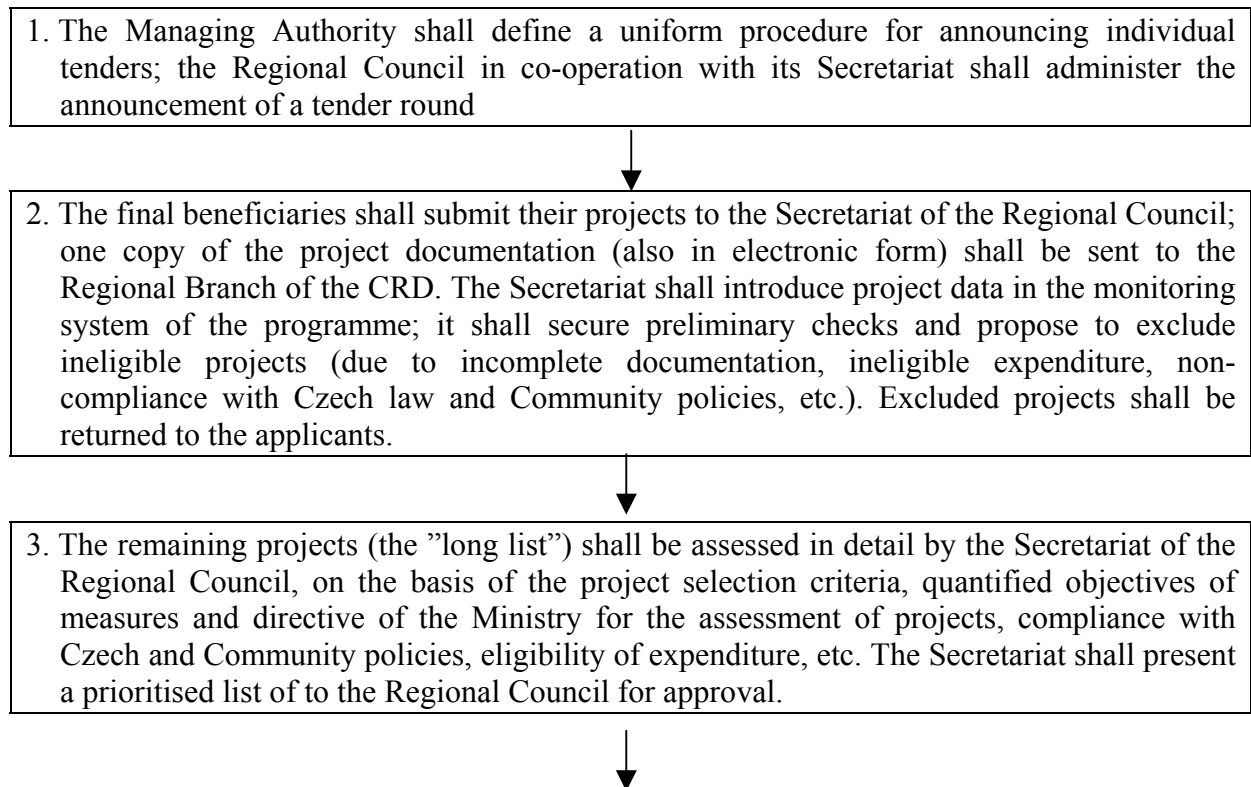 1. The Managing Authority shall define a uniform procedure for announcing individual
tenders; the Regional Council in co-operation with its Secretariat shall administer the
announcement of a tender round
2. The final beneficiaries shall submit their projects to the Secretariat of the Regional Council;
one copy of the project documentation (also in electronic form) shall be sent to the
Regional Branch of the CRD. The Secretariat shall introduce project data in the monitoring
system of the programme; it shall secure preliminary checks and propose to exclude
ineligible projects (due to incomplete documentation, ineligible expenditure, non-
compliance with Czech law and Community policies, etc.). Excluded projects shall be
returned to the applicants.
3. The remaining projects (the ”long list”) shall be assessed in detail by the Secretariat of the
Regional Council, on the basis of the project selection criteria, quantified objectives of
measures and directive of the Ministry for the assessment of projects, compliance with
Czech and Community policies, eligibility of expenditure, etc. The Secretariat shall present
a prioritised list of to the Regional Council for approval.